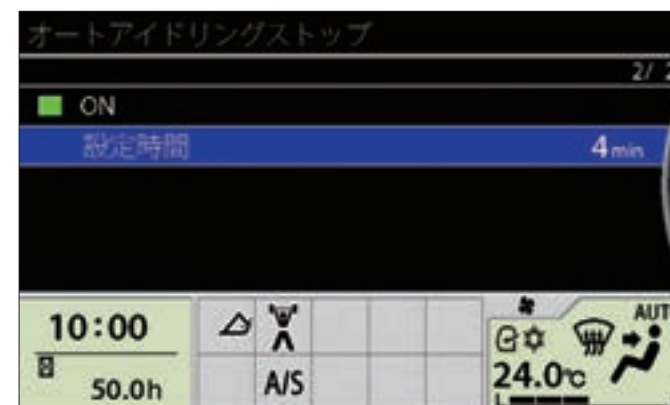 オートアイドリングストップ
2/ 2
ON
設定時間 4min
10:00
50.0h
A/S
AUT
24.0℃
L